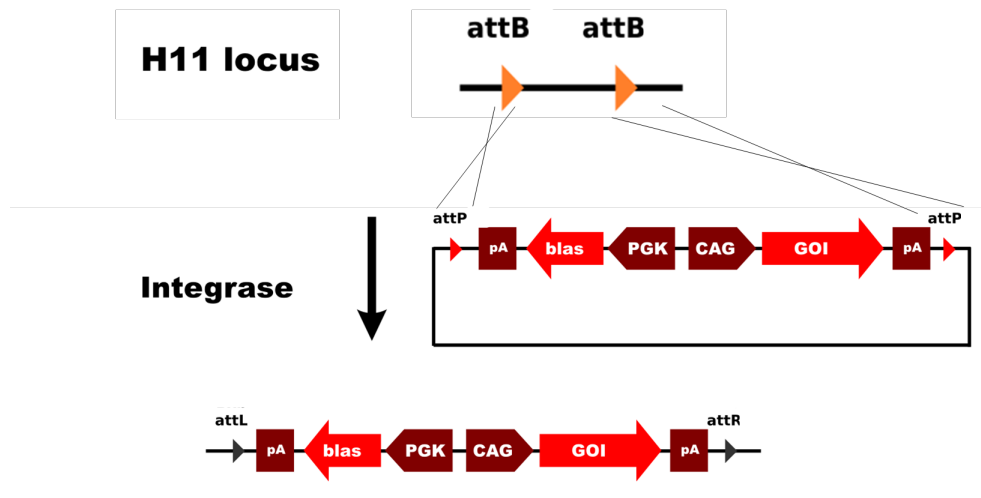 attB attB
H11 locus
attP attP
pA blas PGK CAG GOI pA
Integrase
attL attR
pA blas PGK CAG GOI pA